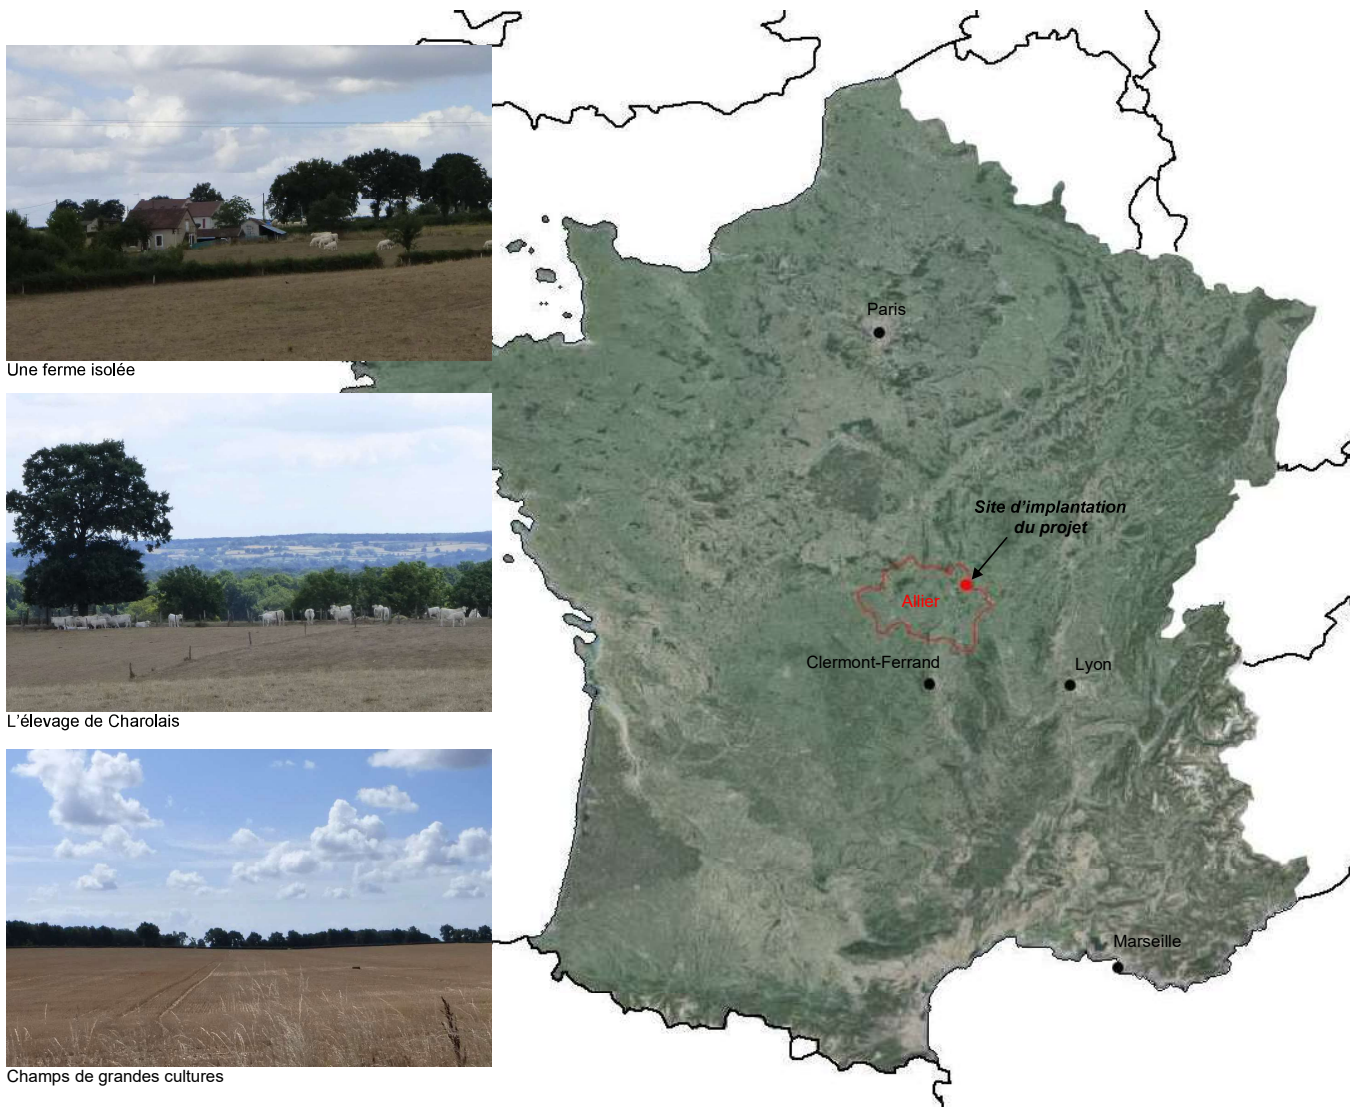 Une ferme isolée
L'élevage de Charolais
Champs de grandes cultures
Paris
Site d'implantation
du projet
Allier
Clermont-Ferrand
Lyon
Marseille